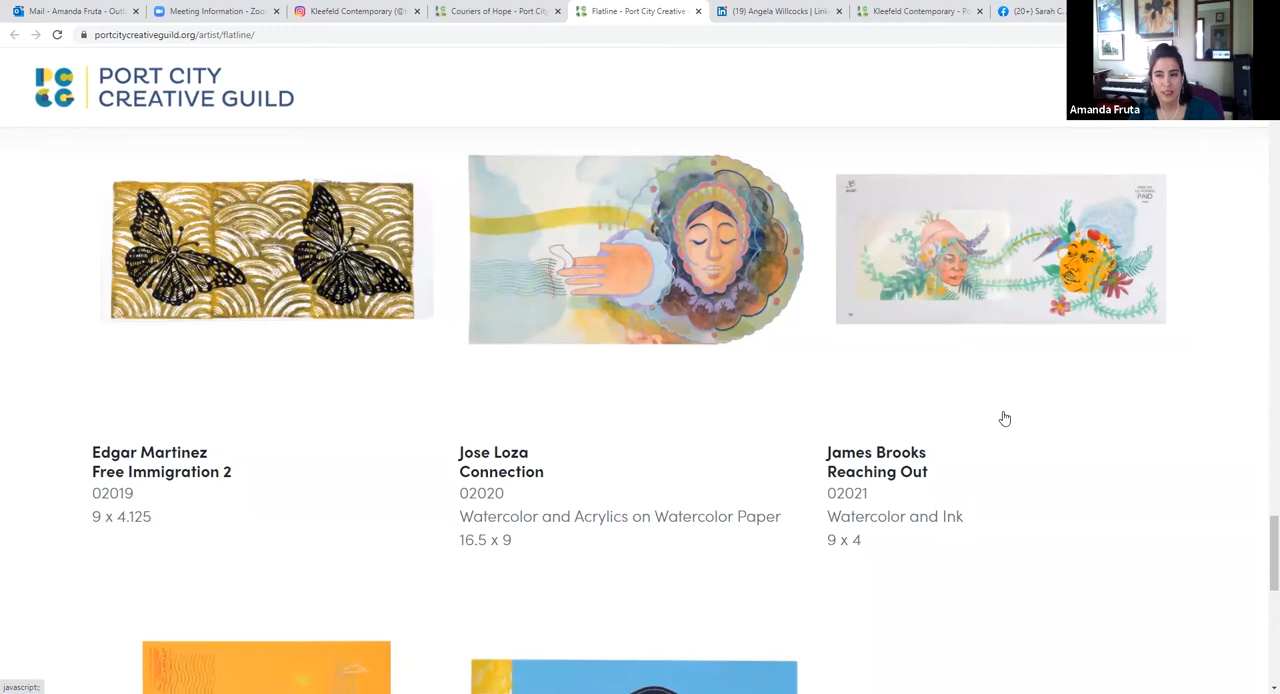 Mail - Amanda Fruta - Outl
Meeting Information - Zoo
Kleefeld Contemporary (@
Couriers of Hope - Port Cit
Flatline - Port City Creative
(19) Angela Willcocks | Link
Kleefeld Contemporary - Po
(20+) Sarah C
portcitycreativeguild.org/artist/flatline/
PORT CITY
CREATIVE GUILD
Amanda Fruta
PAID
Edgar Martinez
Free Immigration 2
02019
9 x 4.125
Jose Loza
Connection
02020
Watercolor and Acrylics on Watercolor Paper
16.5 x 9
James Brooks
Reaching Out
02021
Watercolor and Ink
9 x 4
javascript:;